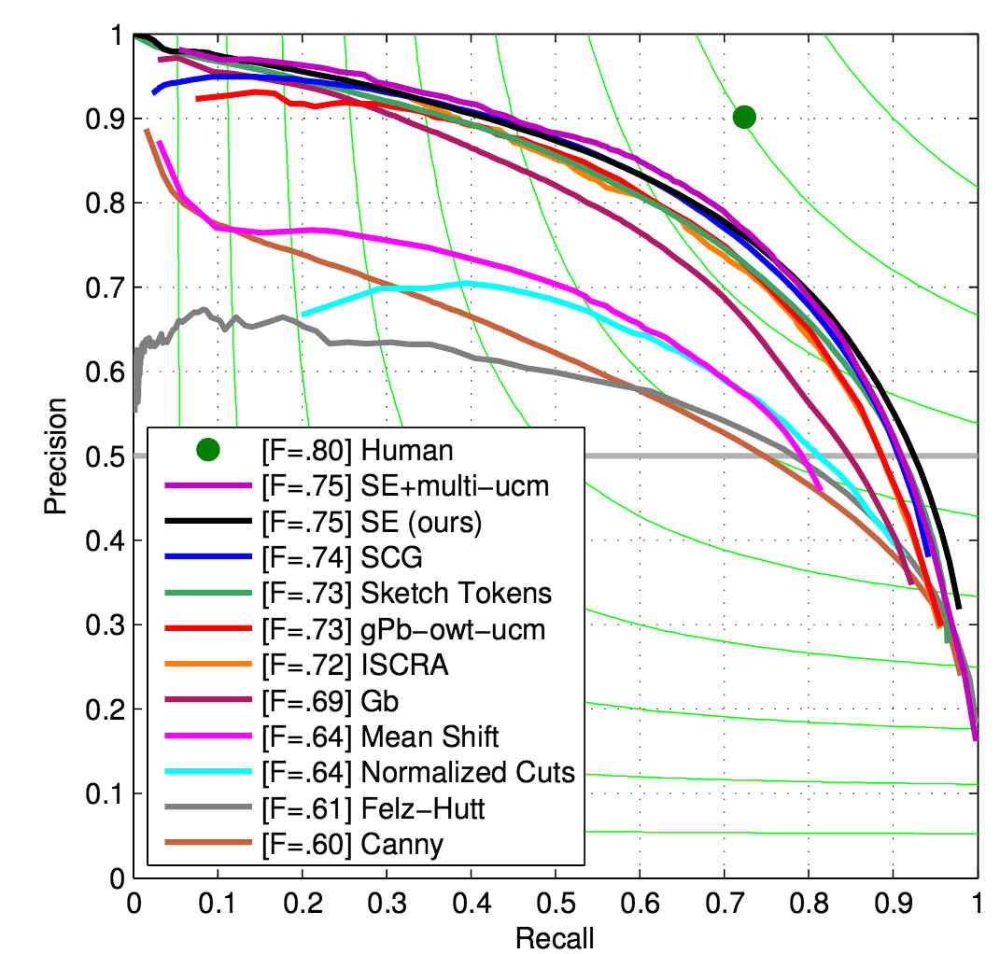 1
0.9
0.8
0.7
0.6
0.5
0.4
0.3
0.2
0.1
0
Precision
[F=.80] Human
[F=.75] SE+multi−ucm
[F=.75] SE (ours)
[F=.74] SCG
[F=.73] Sketch Tokens
[F=.73] gPb−owt−ucm
[F=.72] ISCRA
[F=.69] Gb
[F=.64] Mean Shift
[F=.64] Normalized Cuts
[F=.61] Felz−Hutt
[F=.60] Canny
0 0.1 0.2 0.3 0.4 0.5 0.6 0.7 0.8 0.9 1
Recall